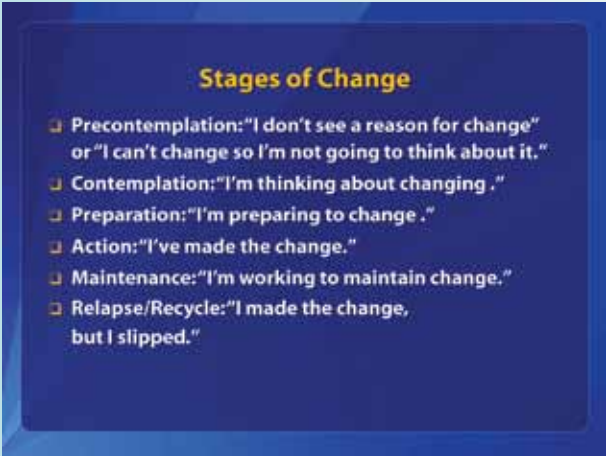 Stages of Change
Precontemplation:“I don’t see a reason for change”
or “I can’t change so I’m not going to think about it.”
Contemplation:“I’m thinking about changing .”
Preparation:“I’m preparing to change .”
Action:“I’ve made the change.”
Maintenance:“I’m working to maintain change.”
Relapse/Recycle:“I made the change,
but I slipped.”